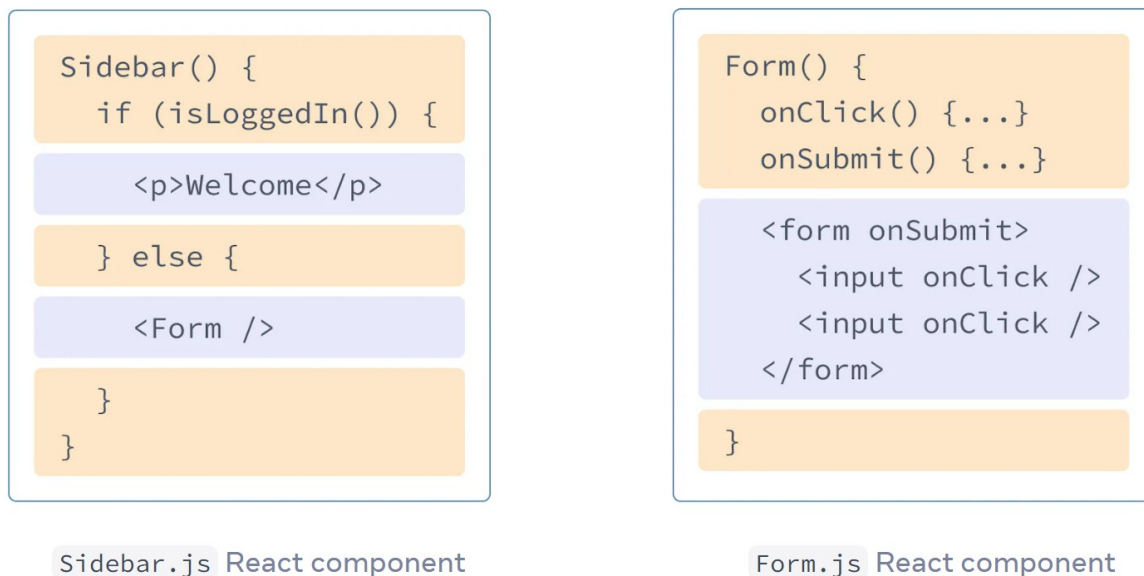 Sidebar() {
if (isLoggedIn()) {
<p>Welcome</p>
} else {
<Form />
}
}
Sidebar.js React component
Form() {
onClick() {...}
onSubmit() {...}
<form onSubmit>
<input onClick />
<input onClick />
</form>
}
Form.js React component